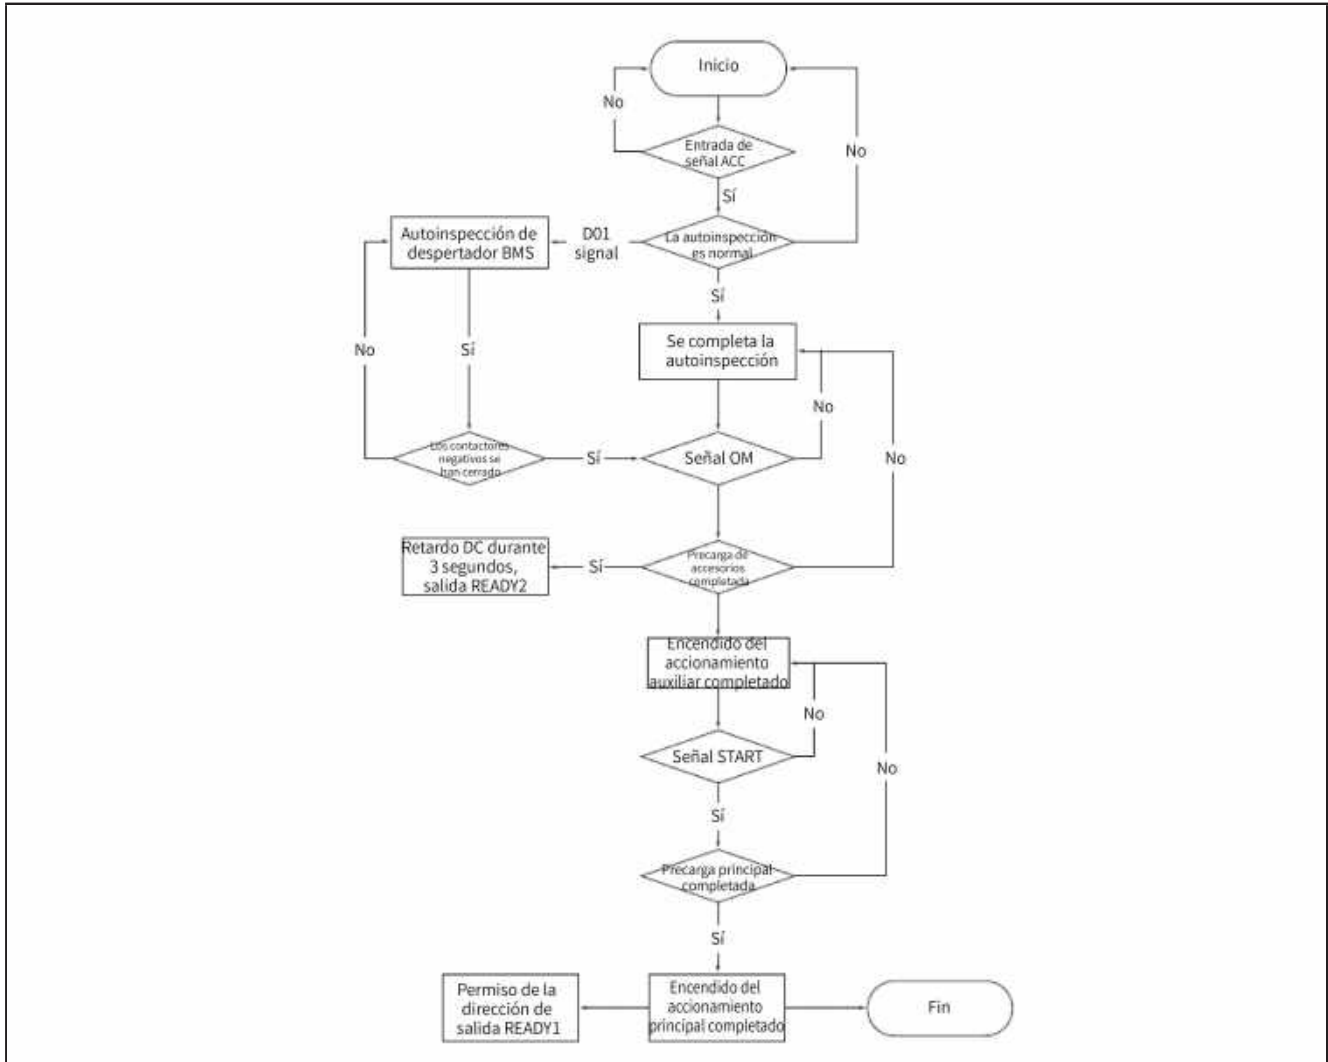 Inicio
No
Entrada de
señal ACC
No
Sí
Autoinspección de
despertador BMS
D01
signal
La autoinspección
es normal
Sí
Se completa la
autoinspección
No
Sí
No
Los contactores
negativos se
han cerrado
Sí
Señal OM
No
Retardo DC durante
3 segundos,
salida READY2
Sí
Precarga de
accesorios
completada
Encendido del
accionamiento
auxiliar completado
No
Señal START
No
Sí
Precarga principal
completada
Sí
Permiso de la
dirección de
salida READY1
Encendido del
accionamiento
principal completado
Fin